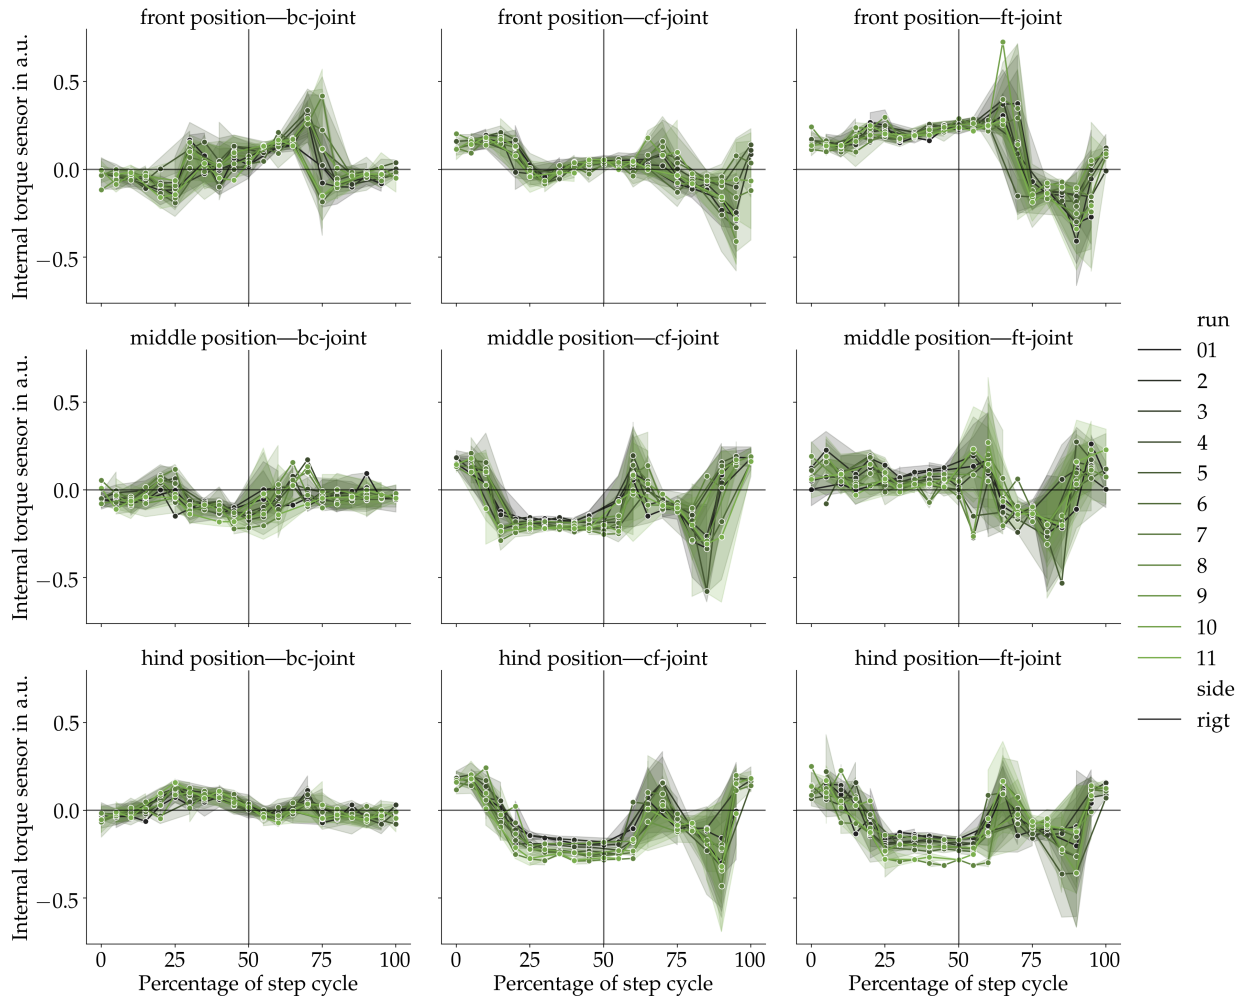 front position—bc-joint
front position—cf-joint
front position—ft-joint
Internal torque sensor in a.u.
0.5
0.0
−0.5
middle position—bc-joint
middle position—cf-joint
middle position—ft-joint
Internal torque sensor in a.u.
0.5
0.0
−0.5
hind position—bc-joint
hind position—cf-joint
hind position—ft-joint
Internal torque sensor in a.u.
0.5
0.0
−0.5
0 25 50 75 100
0 25 50 75 100
0 25 50 75 100
Percentage of step cycle
Percentage of step cycle
Percentage of step cycle
run
01
2
3
4
5
6
7
8
9
10
11
side
rigt